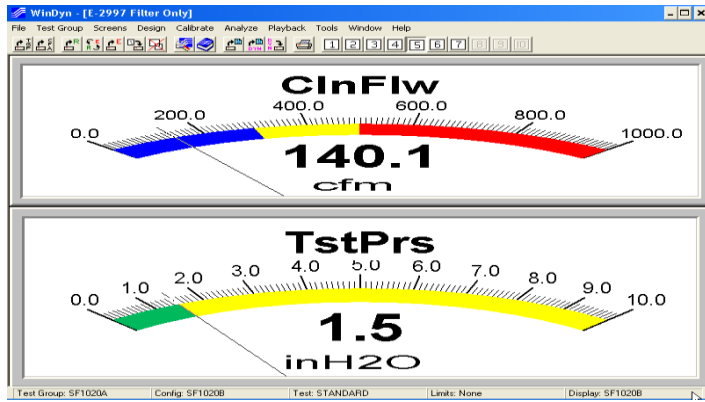 WinDyn - [E-2997 Filter Only]
File Test Group Screens Design Calibrate Analyze Playback Tools Window Help
1 2 3 4 5 6 7 8 9 10
ClnFlw
0.0 200.0 400.0 600.0 800.0 1000.0
140.1
cfm
TstPrs
0.0 1.0 2.0 3.0 4.0 5.0 6.0 7.0 8.0 9.0 10.0
1.5
inH2O
Test Group: SF1020A Config: SF1020B Test: STANDARD Limits: None Display: SF1020B